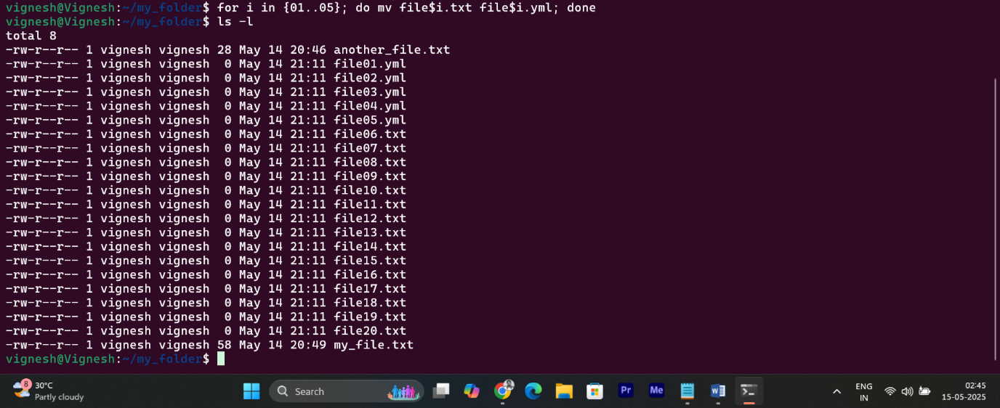 vignesh@Vignesh:~/my_folder$ for i in {01..05}; do mv file$i.txt file$i.yml; done
vignesh@Vignesh:~/my_folder$ ls -l
total 8
-rw-r--r-- 1 vignesh vignesh 28 May 14 20:46 another_file.txt
-rw-r--r-- 1 vignesh vignesh  0 May 14 21:11 file01.yml
-rw-r--r-- 1 vignesh vignesh  0 May 14 21:11 file02.yml
-rw-r--r-- 1 vignesh vignesh  0 May 14 21:11 file03.yml
-rw-r--r-- 1 vignesh vignesh  0 May 14 21:11 file04.yml
-rw-r--r-- 1 vignesh vignesh  0 May 14 21:11 file05.yml
-rw-r--r-- 1 vignesh vignesh  0 May 14 21:11 file06.txt
-rw-r--r-- 1 vignesh vignesh  0 May 14 21:11 file07.txt
-rw-r--r-- 1 vignesh vignesh  0 May 14 21:11 file08.txt
-rw-r--r-- 1 vignesh vignesh  0 May 14 21:11 file09.txt
-rw-r--r-- 1 vignesh vignesh  0 May 14 21:11 file10.txt
-rw-r--r-- 1 vignesh vignesh  0 May 14 21:11 file11.txt
-rw-r--r-- 1 vignesh vignesh  0 May 14 21:11 file12.txt
-rw-r--r-- 1 vignesh vignesh  0 May 14 21:11 file13.txt
-rw-r--r-- 1 vignesh vignesh  0 May 14 21:11 file14.txt
-rw-r--r-- 1 vignesh vignesh  0 May 14 21:11 file15.txt
-rw-r--r-- 1 vignesh vignesh  0 May 14 21:11 file16.txt
-rw-r--r-- 1 vignesh vignesh  0 May 14 21:11 file17.txt
-rw-r--r-- 1 vignesh vignesh  0 May 14 21:11 file18.txt
-rw-r--r-- 1 vignesh vignesh  0 May 14 21:11 file19.txt
-rw-r--r-- 1 vignesh vignesh  0 May 14 21:11 file20.txt
-rw-r--r-- 1 vignesh vignesh 58 May 14 20:49 my_file.txt
vignesh@Vignesh:~/my_folder$
8
30°C
Partly cloudy
Search
Pr
Me
W
ENG
IN
02:45
15-05-2025